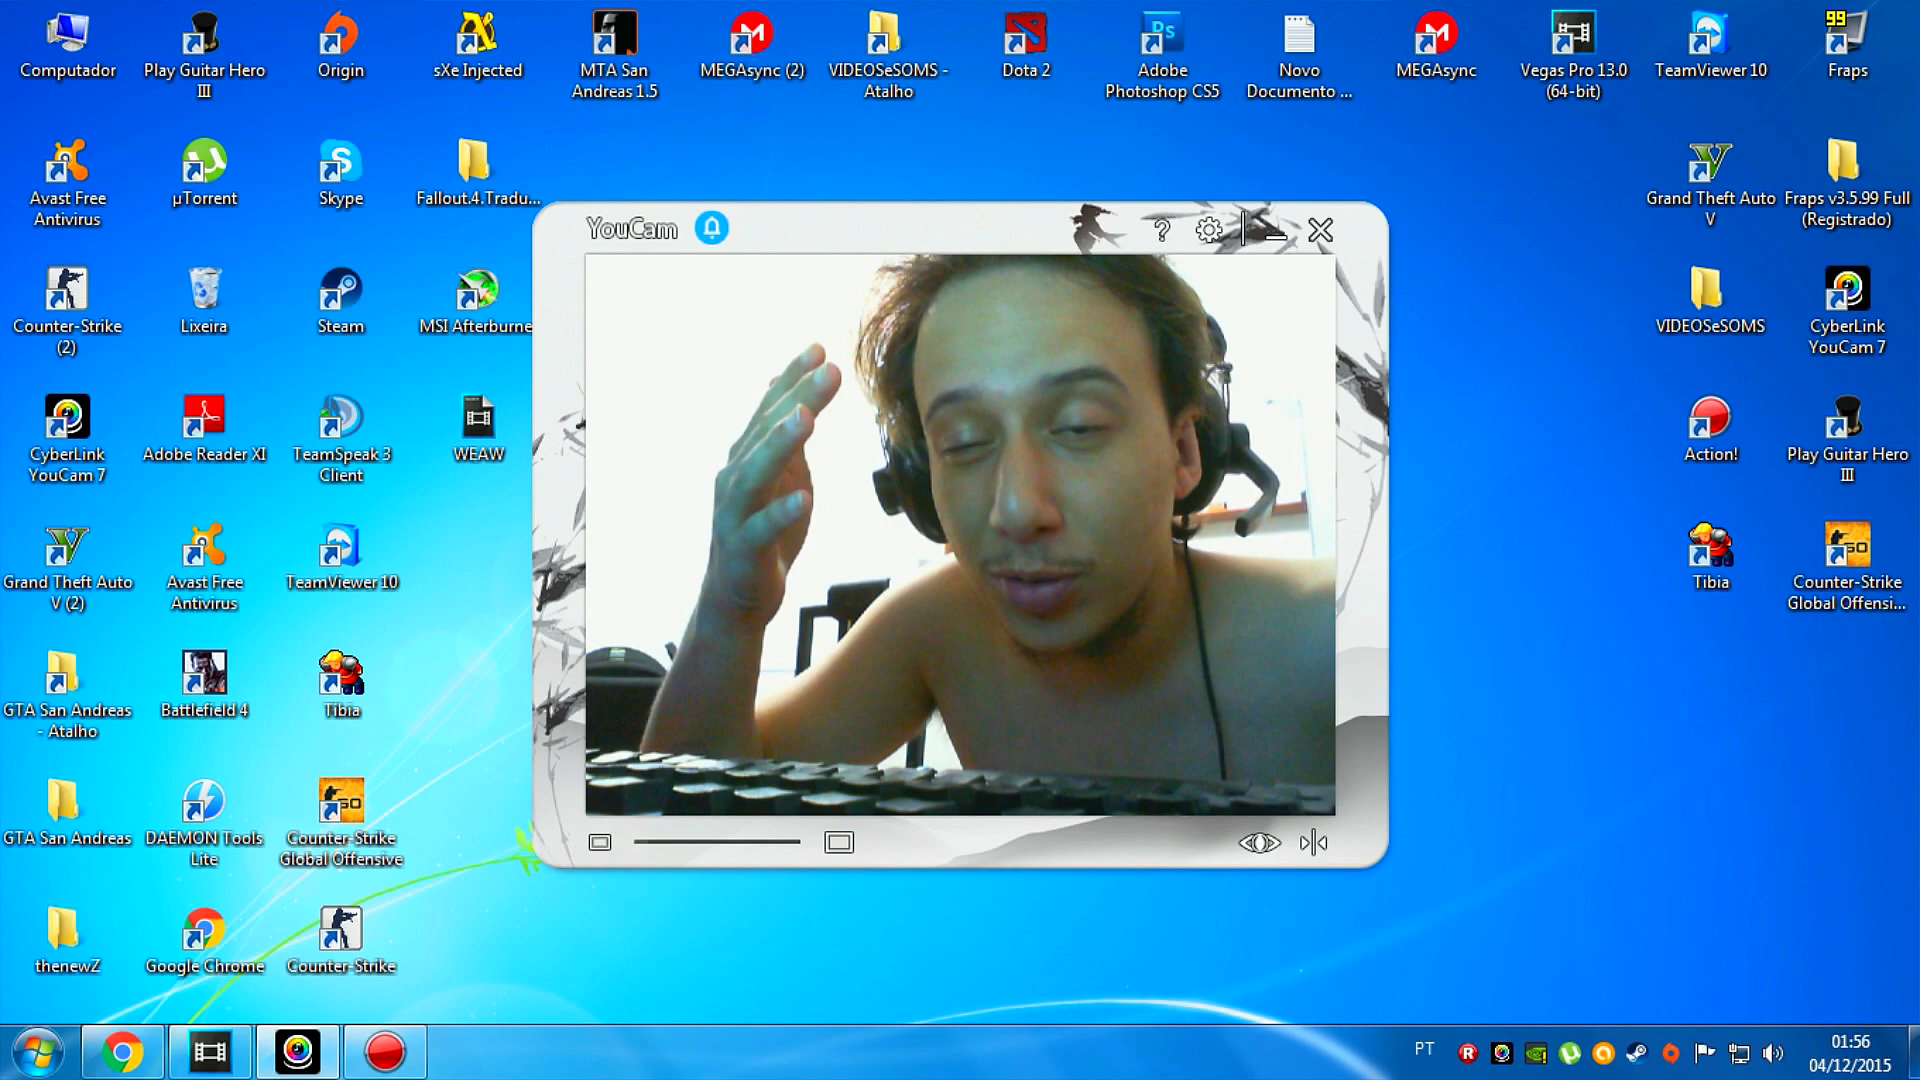 Computador
Play Guitar Hero
III
Origin
sXe Injected
MTA San
Andreas 1.5
MEGAsync (2)
VIDEOSeSOMS -
Atalho
Dota 2
Adobe
Photoshop CS5
Novo
Documento ...
MEGAsync
Vegas Pro 13.0
(64-bit)
TeamViewer 10
99
Fraps
Avast Free
Antivirus
µTorrent
Skype
Fallout.4.Tradu...
Grand Theft Auto
V
Fraps v3.5.99 Full
(Registrado)
YouCam
?
Counter-Strike
(2)
Lixeira
Steam
MSI Afterburne
VIDEOSeSOMS
CyberLink
YouCam 7
CyberLink
YouCam 7
Adobe Reader XI
TeamSpeak 3
Client
WEAW
Action!
Play Guitar Hero
III
Grand Theft Auto
V (2)
Avast Free
Antivirus
TeamViewer 10
Tibia
Counter-Strike
Global Offensi...
GTA San Andreas
- Atalho
Battlefield 4
Tibia
GTA San Andreas
DAEMON Tools
Lite
Counter-Strike
Global Offensive
thenewZ
Google Chrome
Counter-Strike
PT
01:56
04/12/2015